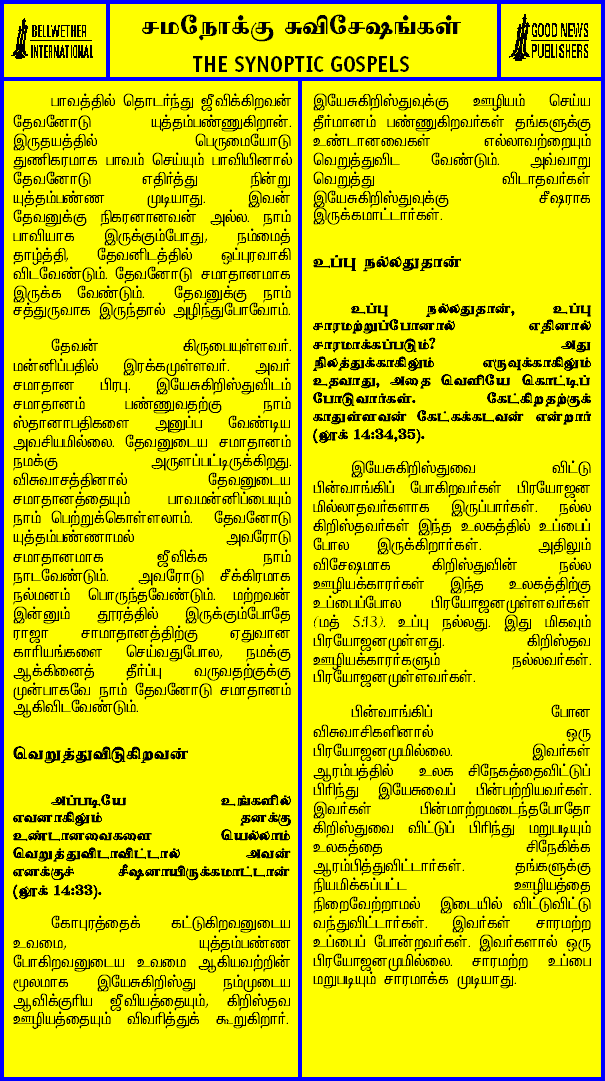 BELLWETHER
INTERNATIONAL
சமநோக்கு சுவிசேஷங்கள்
THE SYNOPTIC GOSPELS
GOOD NEWS
PUBLISHERS
பாவத்தில் தொடர்ந்து ஜீவிக்கிறவன்
தேவனோடு யுத்தம்பண்ணுகிறான்.
இருதயத்தில் பெருமையோடு
துணிகரமாக பாவம் செய்யும் பாவியினால்
தேவனோடு எதிர்த்து நின்று
யுத்தம்பண்ண முடியாது. இவன்
தேவனுக்கு நிகரனானவன் அல்ல. நாம்
பாவியாக இருக்கும்போது, நம்மைத்
தாழ்த்தி, தேவனிடத்தில் ஒப்புரவாகி
விடவேண்டும். தேவனோடு சமாதானமாக
இருக்க வேண்டும். தேவனுக்கு நாம்
சத்துருவாக இருந்தால் அழிந்துபோவோம்.
தேவன் கிருபையுள்ளவர்.
மன்னிப்பதில் இரக்கமுள்ளவர். அவர்
சமாதான பிரபு. இயேசுகிறிஸ்துவிடம்
சமாதானம் பண்ணுவதற்கு நாம்
ஸ்தானாபதிகளை அனுப்ப வேண்டிய
அவசியமில்லை. தேவனுடைய சமாதானம்
நமக்கு அருளப்பட்டிருக்கிறது.
விசுவாசத்தினால் தேவனுடைய
சமாதானத்தையும் பாவமன்னிப்பையும்
நாம் பெற்றுக்கொள்ளலாம். தேவனோடு
யுத்தம்பண்ணாமல் அவரோடு
சமாதானமாக ஜீவிக்க நாம்
நாடவேண்டும். அவரோடு சீக்கிரமாக
நல்மனம் பொருந்தவேண்டும். மற்றவன்
இன்னும் தூரத்தில் இருக்கும்போதே
ராஜா சாமாதானத்திற்கு ஏதுவான
காரியங்களை செய்வதுபோல, நமக்கு
ஆக்கினைத் தீர்ப்பு வருவதற்குக்கு
முன்பாகவே நாம் தேவனோடு சமாதானம்
ஆகிவிடவேண்டும்.
வெறுத்துவிடுகிறவன்
அப்படியே உங்களில்
எவனாகிலும் தனக்கு
உண்டானவைகளை யெல்லாம்
வெறுத்துவிடாவிட்டால் அவன்
எனக்குச் சீஷனாயிருக்கமாட்டான்
(லூக் 14:33).
கோபுரத்தைக் கட்டுகிறவனுடைய
உவமை, யுத்தம்பண்ண
போகிறவனுடைய உவமை ஆகியவற்றின்
மூலமாக இயேசுகிறிஸ்து நம்முடைய
ஆவிக்குரிய ஜீவியத்தையும், கிறிஸ்தவ
ஊழியத்தையும் விவரித்துக் கூறுகிறார்.
இயேசுகிறிஸ்துவுக்கு ஊழியம் செய்ய
தீர்மானம் பண்ணுகிறவர்கள் தங்களுக்கு
உண்டானவைகள் எல்லாவற்றையும்
வெறுத்துவிட வேண்டும். அவ்வாறு
வெறுத்து விடாதவர்கள்
இயேசுகிறிஸ்துவுக்கு சீஷராக
இருக்கமாட்டார்கள்.
உப்பு நல்லதுதான்
உப்பு நல்லதுதான், உப்பு
சாரமற்றுப்போனால் எதினால்
சாரமாக்கப்படும்? அது
நிலத்துக்காகிலும் எருவுக்காகிலும்
உதவாது, அதை வெளியே கொட்டிப்
போடுவார்கள். கேட்கிறதற்குக்
காதுள்ளவன் கேட்கக்கடவன் என்றார்
(லூக் 14:34,35).
இயேசுகிறிஸ்துவை விட்டு
பின்வாங்கிப் போகிறவர்கள் பிரயோஜன
மில்லாதவர்களாக இருப்பார்கள். நல்ல
கிறிஸ்தவர்கள் இந்த உலகத்தில் உப்பைப்
போல இருக்கிறார்கள். அதிலும்
விசேஷமாக கிறிஸ்துவின் நல்ல
ஊழியக்காரர்கள் இந்த உலகத்திற்கு
உப்பைப்போல பிரயோஜனமுள்ளவர்கள்
(மத் 5:13). உப்பு நல்லது. இது மிகவும்
பிரயோஜனமுள்ளது. கிறிஸ்தவ
ஊழியக்காரர்களும் நல்லவர்கள்.
பிரயோஜனமுள்ளவர்கள்.
பின்வாங்கிப் போன
விசுவாசிகளினால் ஒரு
பிரயோஜனமுமில்லை. இவர்கள்
ஆரம்பத்தில் உலக சிநேகத்தைவிட்டுப்
பிரிந்து இயேசுவைப் பின்பற்றியவர்கள்.
இவர்கள் பின்மாற்றமடைந்தபோதோ
கிறிஸ்துவை விட்டுப் பிரிந்து மறுபடியும்
உலகத்தை சிநேகிக்க
ஆரம்பித்துவிட்டார்கள். தங்களுக்கு
நியமிக்கப்பட்ட ஊழியத்தை
நிறைவேற்றாமல் இடையில் விட்டுவிட்டு
வந்துவிட்டார்கள். இவர்கள் சாரமற்ற
உப்பைப் போன்றவர்கள். இவர்களால் ஒரு
பிரயோஜனமுமில்லை. சாரமற்ற உப்பை
மறுபடியும் சாரமாக்க முடியாது.